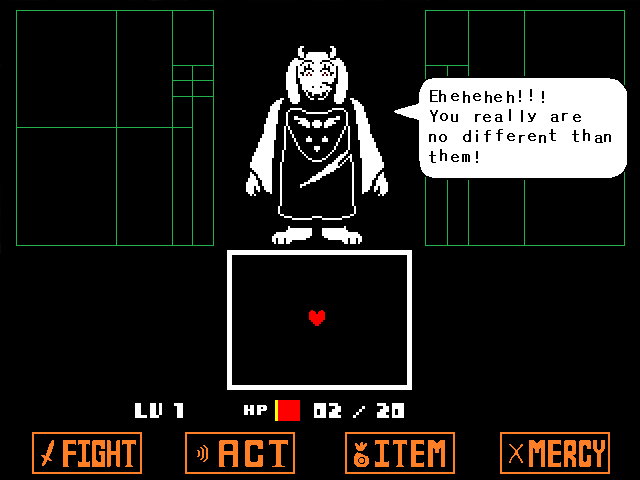 Eheheheh!!!
You really are
no different than
them!
LV 1 HP 02 / 20
FIGHT ACT ITEM MERCY